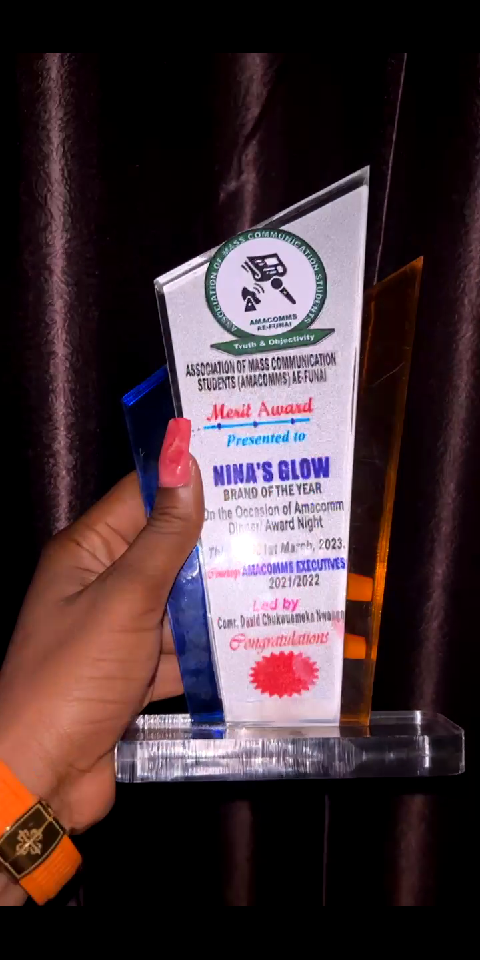 ASSOCIATION OF MASS COMMUNICATION STUDENTS
AMACOMMS
AE-FUNAI
Truth & Objectivity
ASSOCIATION OF MASS COMMUNICATION
STUDENTS (AMACOMMS) AE-FUNAI
Merit Award
Presented to
NINA'S GLOW
BRAND OF THE YEAR
On the Occasion of Amacomm
Dinner/Award Night
1st March, 2023.
AMACOMMS EXECUTIVES
2021/2022
Led by
Comr. David Chukwuemeka Nwango
Congratulations